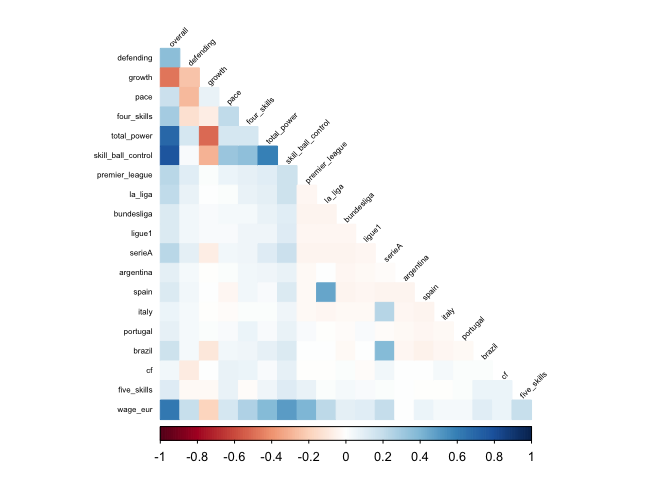 overall
defending
defending
growth
growth
pace
pace
four_skills
four_skills
total_power
total_power
skill_ball_control
skill_ball_control
premier_league
premier_league
la_liga
la_liga
bundesliga
bundesliga
ligue1
ligue1
serieA
serieA
argentina
argentina
spain
spain
italy
italy
portugal
portugal
brazil
brazil
cf
cf
five_skills
five_skills
wage_eur
-1 -0.8 -0.6 -0.4 -0.2 0 0.2 0.4 0.6 0.8 1